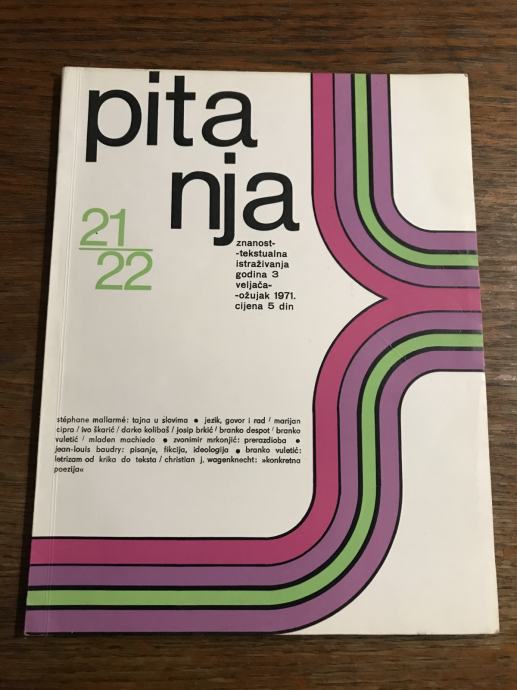 pita
nja
21
22
znanost-
-tekstualna
istraživanja
godina 3
veljača-
-ožujak 1971.
cijena 5 din
stéphane mallarmé: tajna u slovima ● jezik, govor i rad / marijan
cipra / ivo škarić / darko kolibaš / josip brkić / branko despot / branko
vuletić / mladen machiedo ● zvonimir mrkonjić: prerazdioba ●
jean-louis baudry: pisanje, fikcija, ideologija ● branko vuletić:
letrizam od krika do teksta / christian j. wagenknecht: »konkretna
poezija«